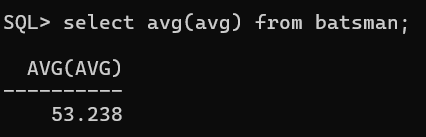 SQL> select avg(avg) from batsman;
AVG(AVG)
----------
53.238